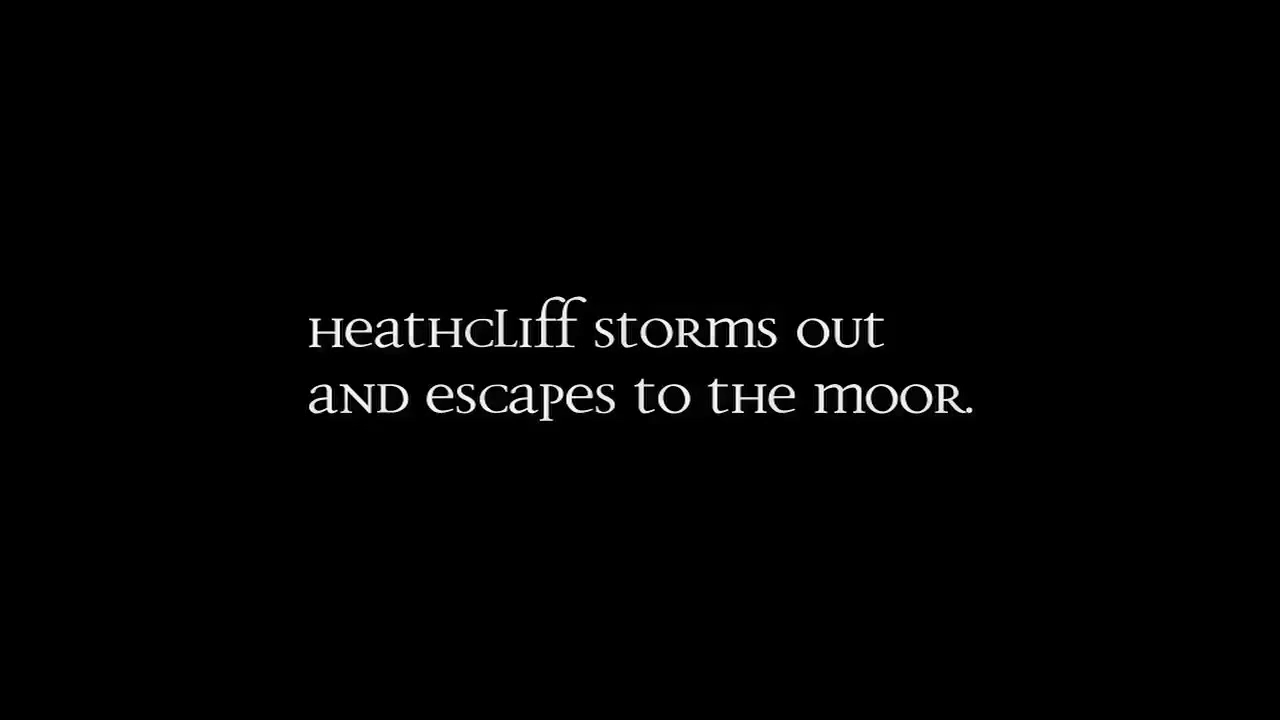 Heathcliff storms out
and escapes to the moor.